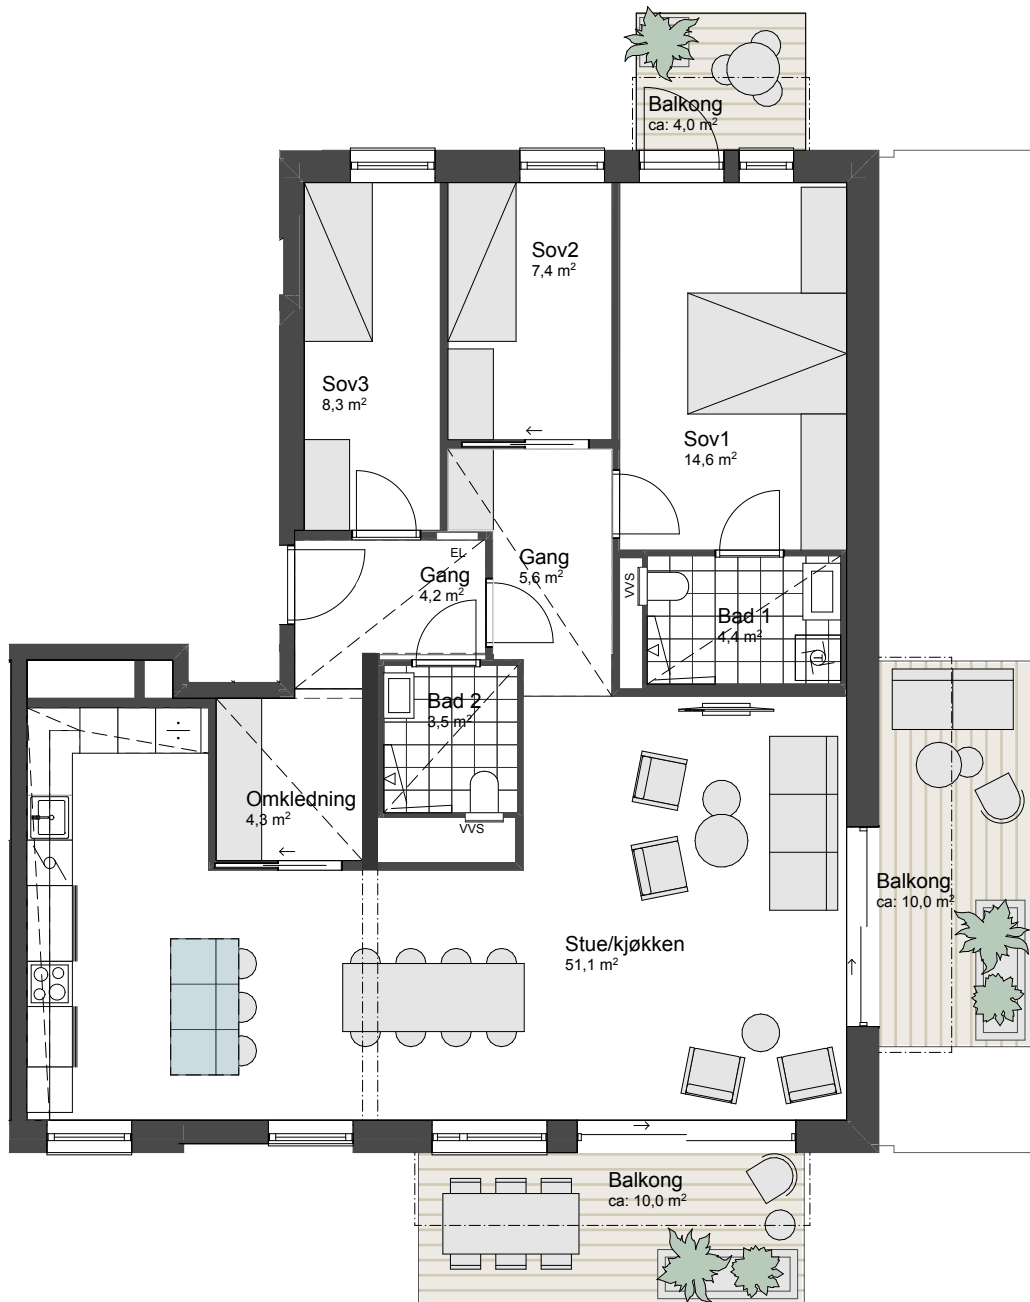 Balkong
ca: 4,0 m²
Sov2
7,4 m²
Sov3
8,3 m²
Sov1
14,6 m²
EL
Gang
4,2 m²
Gang
5,6 m²
VVS
Bad 1
4,4 m²
Bad 2
3,5 m²
Omkledning
4,3 m²
VVS
Balkong
ca: 10,0 m²
Stue/kjøkken
51,1 m²
Balkong
ca: 10,0 m²